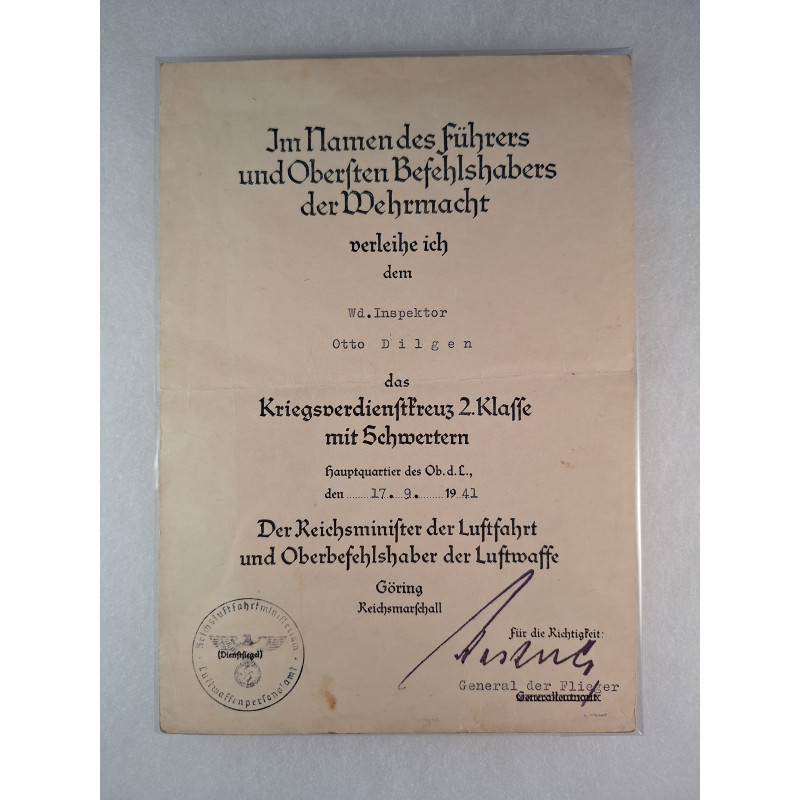 Im Namen des Führers
und Obersten Befehlshabers
der Wehrmacht
verleihe ich
dem
Wd.Inspektor
Otto D i l g e n
das
Kriegsverdienstkreuz 2. Klasse
mit Schwertern
Hauptquartier des Ob. d. L.,
den 17. 9. 1941
Der Reichsminister der Luftfahrt
und Oberbefehlshaber der Luftwaffe
Göring
Reichsmarschall
Für die Richtigkeit:
General der Flieger
Generalleutnant
Reichsluftfahrtministerium
(Dienstsiegel)
Luftwaffenpersonalamt